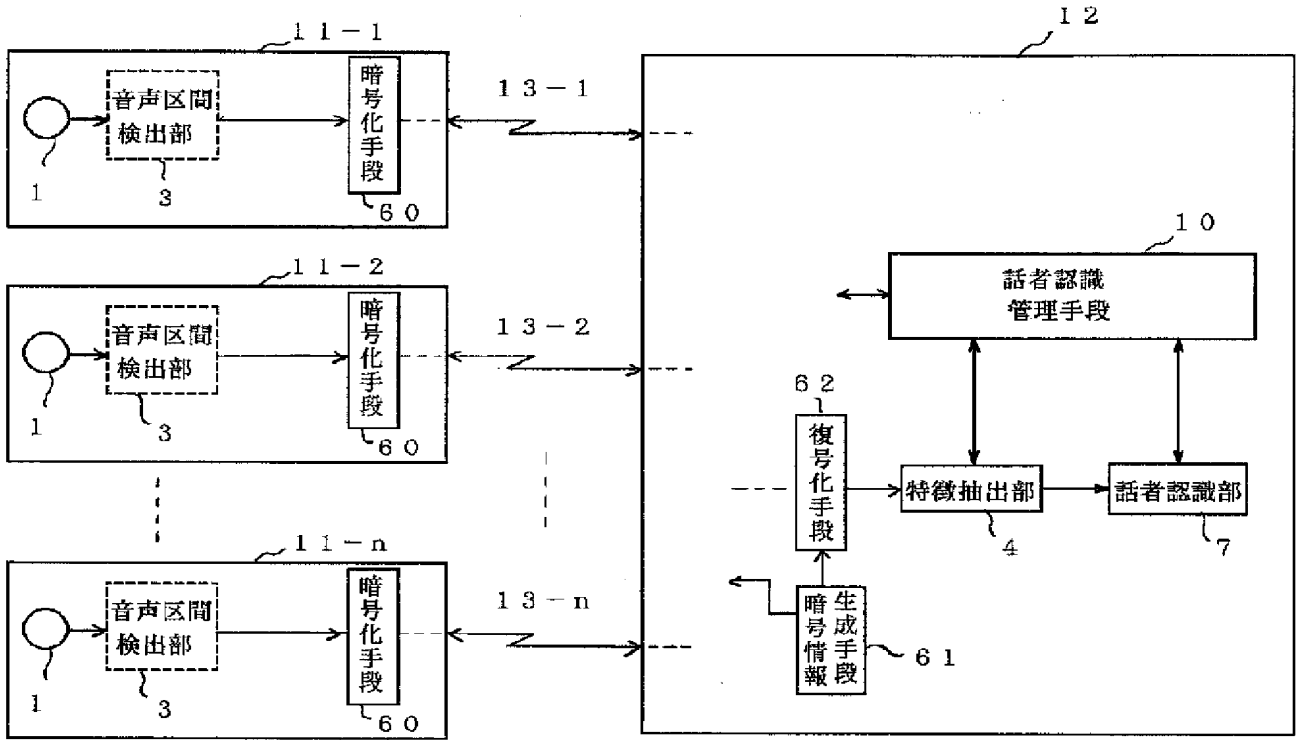 11-1
音声区間
検出部
暗号化手段
1
3
60
13-1
11-2
音声区間
検出部
暗号化手段
1
3
60
13-2
11-n
音声区間
検出部
暗号化手段
1
3
60
13-n
12
10
話者認識
管理手段
62
復号化手段
特徴抽出部
4
話者認識部
7
暗号情報
生成手段
61